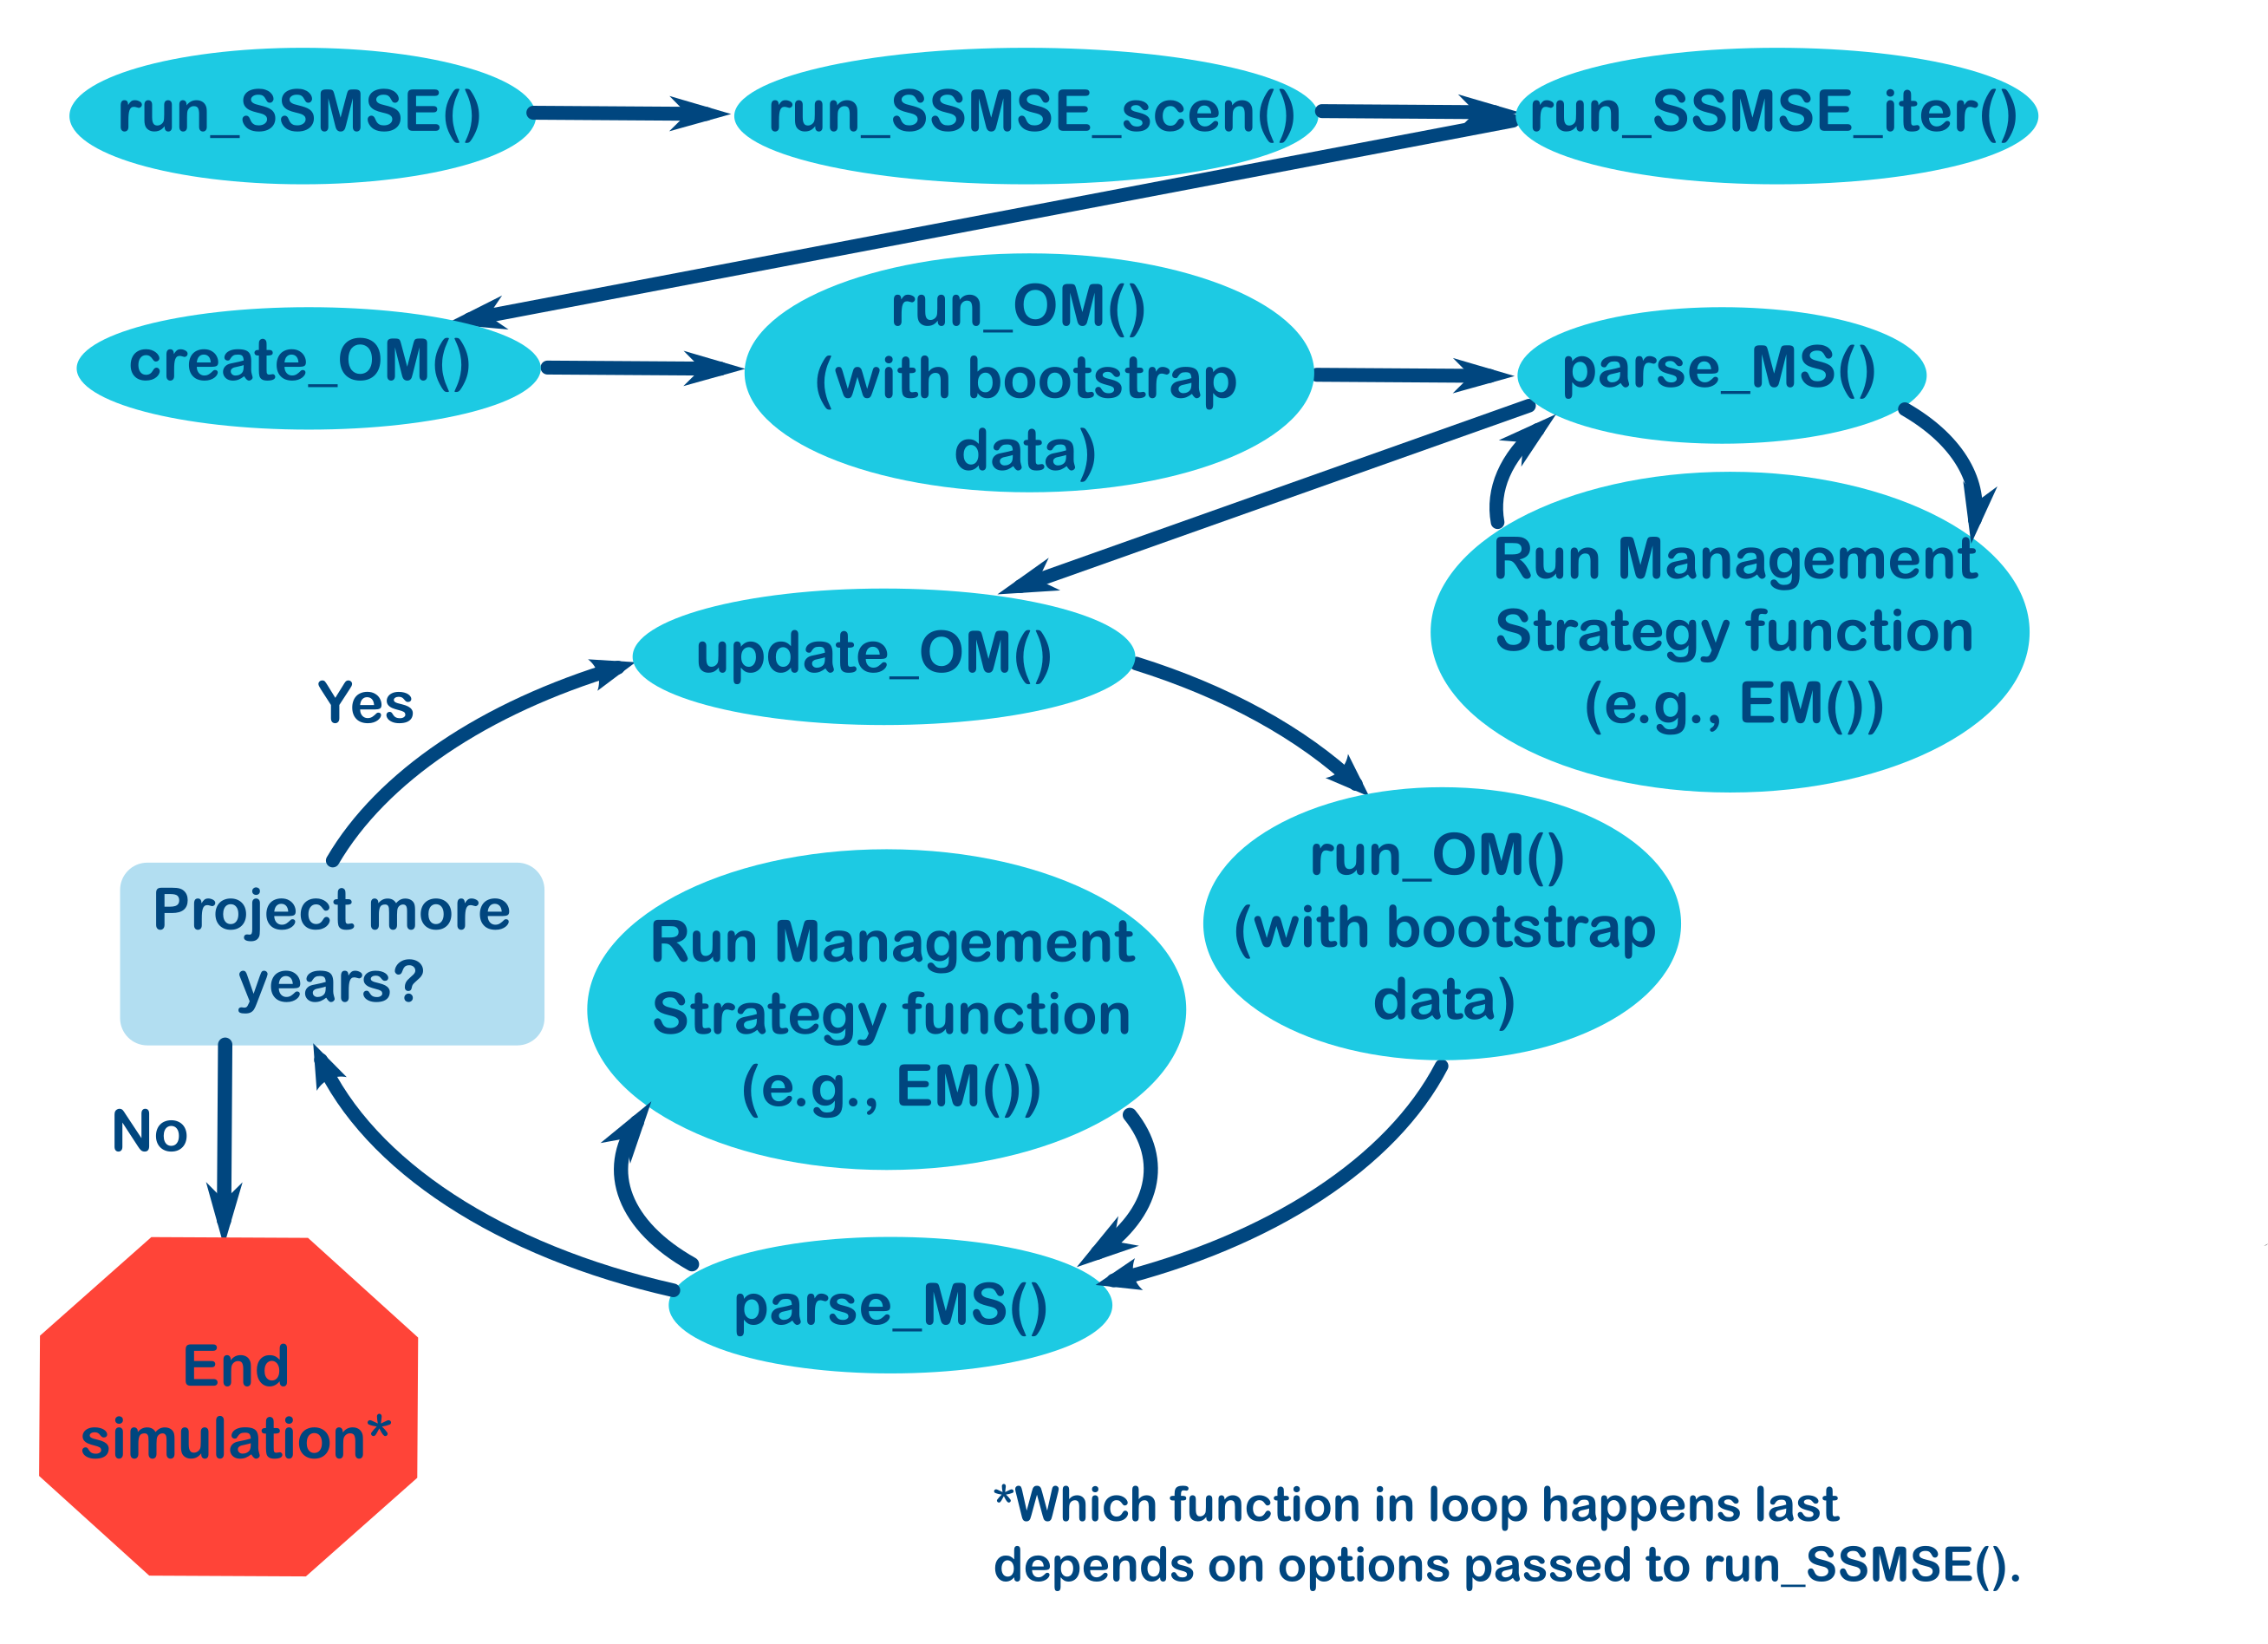 run_SSMSE()
run_SSMSE_scen()
run_SSMSE_iter()
create_OM()
run_OM()
(with bootstrap
data)
parse_MS()
Run Management
Strategy function
(e.g., EM())
update_OM()
Yes
run_OM()
(with bootstrap
data)
Project more
years?
Run Management
Strategy function
(e.g., EM())
No
parse_MS()
End
simulation*
*Which function in loop happens last
depends on options passed to run_SSMSE().